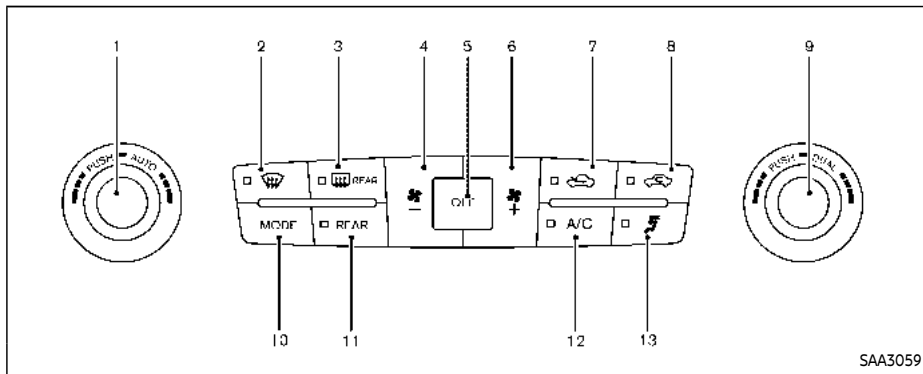 1 2 3 4 5 6 7 8 9
PUSH AUTO
PUSH DUAL
REAR
OFF
MODE
REAR
A/C
10 11 12 13
SAA3059